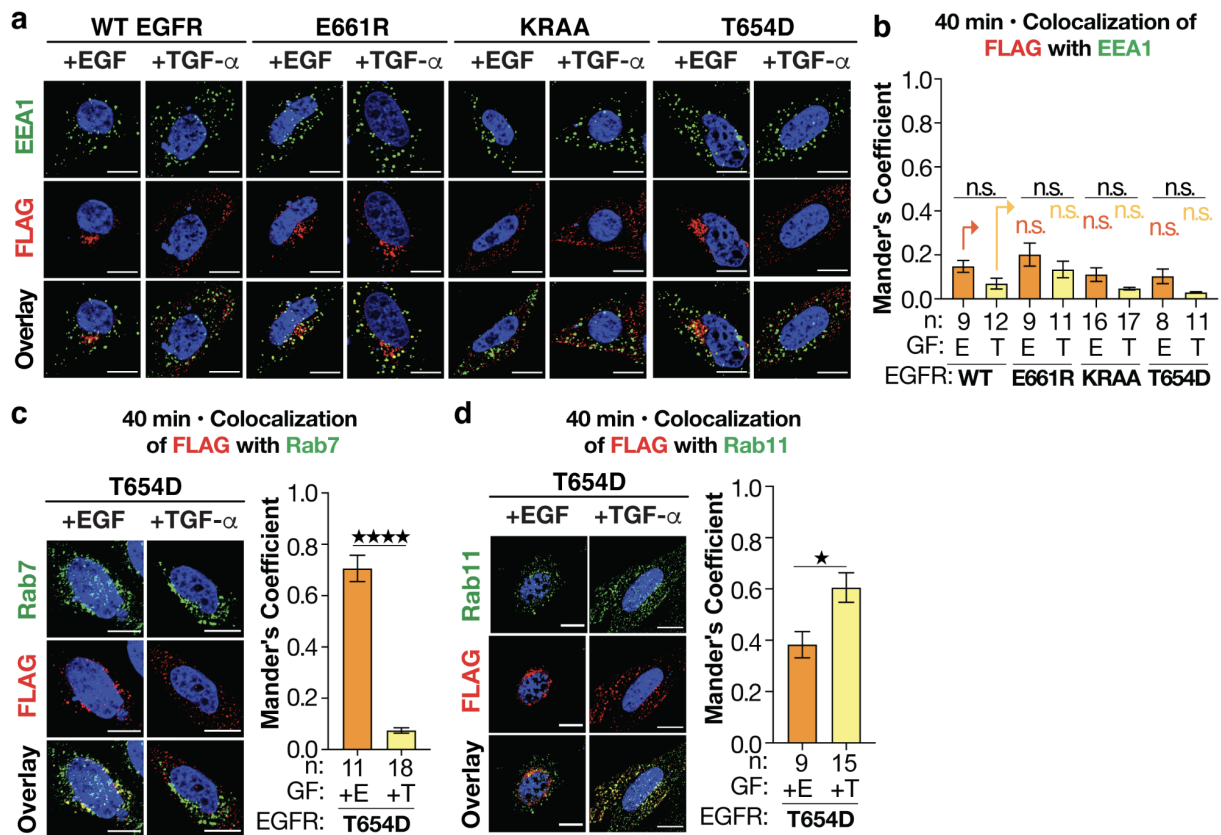 a
WT EGFR E661R KRAA T654D
+EGF +TGF-α +EGF +TGF-α +EGF +TGF-α +EGF +TGF-α
EEA1
FLAG
Overlay
b
40 min • Colocalization of
FLAG with EEA1
Mander's Coefficient
1.0
0.8
0.6
0.4
0.2
0.0
n.s. n.s. n.s. n.s.
n.s. n.s. n.s. n.s. n.s. n.s.
n: 9 12 9 11 16 17 8 11
GF: E T E T E T E T
EGFR: WT E661R KRAA T654D
c
40 min • Colocalization
of FLAG with Rab7
T654D
+EGF +TGF-α
Rab7
FLAG
Overlay
Mander's Coefficient
1.0
0.8
0.6
0.4
0.2
0.0
★★★★
n: 11 18
GF: +E +T
EGFR: T654D
d
40 min • Colocalization
of FLAG with Rab11
T654D
+EGF +TGF-α
Rab11
FLAG
Overlay
Mander's Coefficient
1.0
0.8
0.6
0.4
0.2
0.0
★
n: 9 15
GF: +E +T
EGFR: T654D